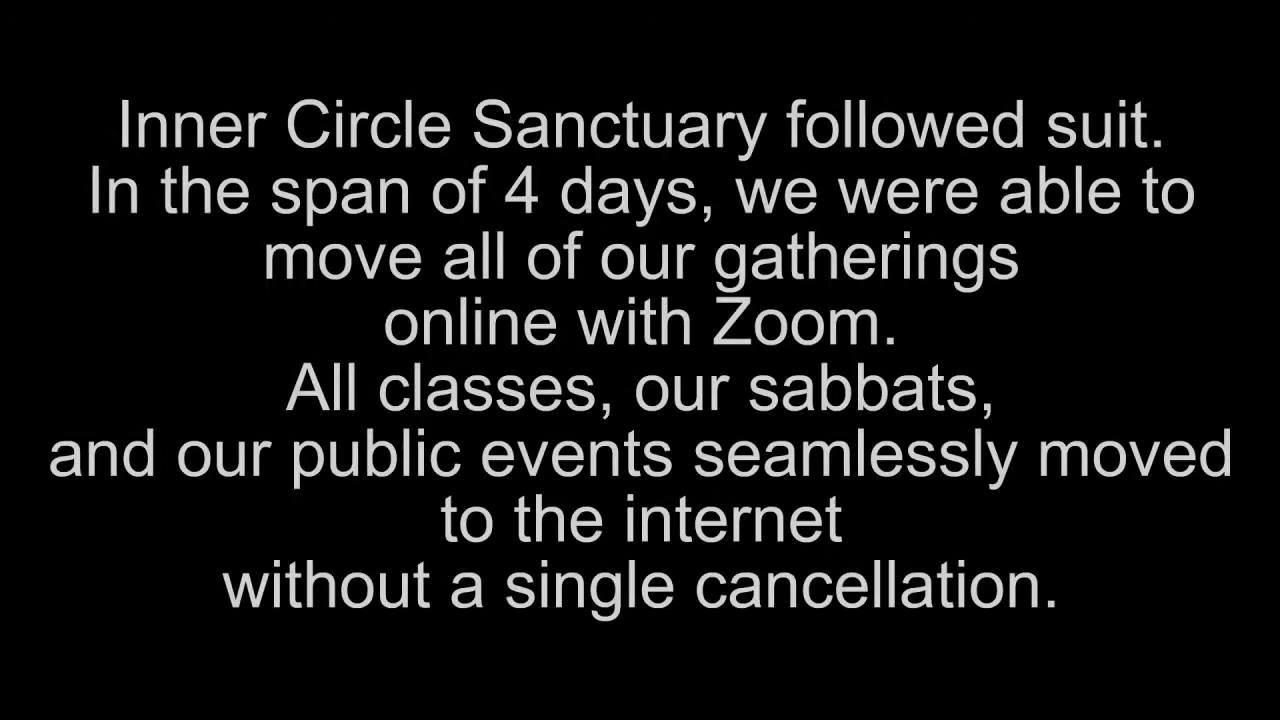 Inner Circle Sanctuary followed suit.
In the span of 4 days, we were able to
move all of our gatherings
online with Zoom.
All classes, our sabbats,
and our public events seamlessly moved
to the internet
without a single cancellation.